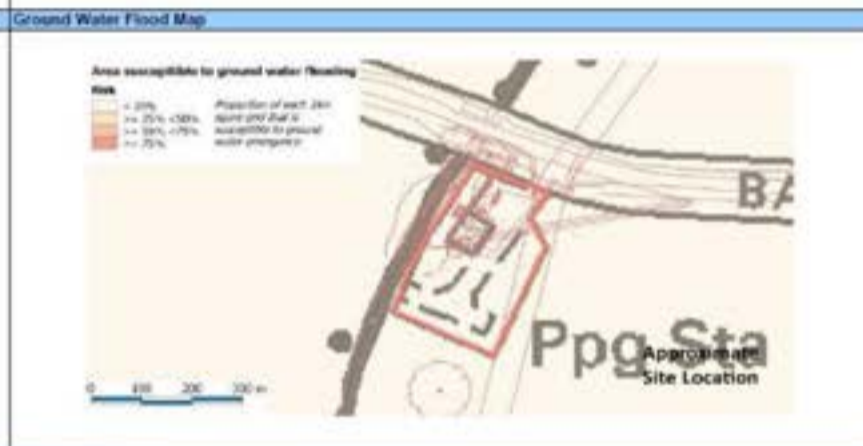 Ground Water Flood Map
Area susceptible to ground water flooding
Risk
< 25%
>= 25% <50%
>= 50% <75%
>= 75%
Proportion of each 1km
square grid that is
susceptible to ground
water emergence
BA
Ppg Sta
Approximate
Site Location
0 100 200 300 m